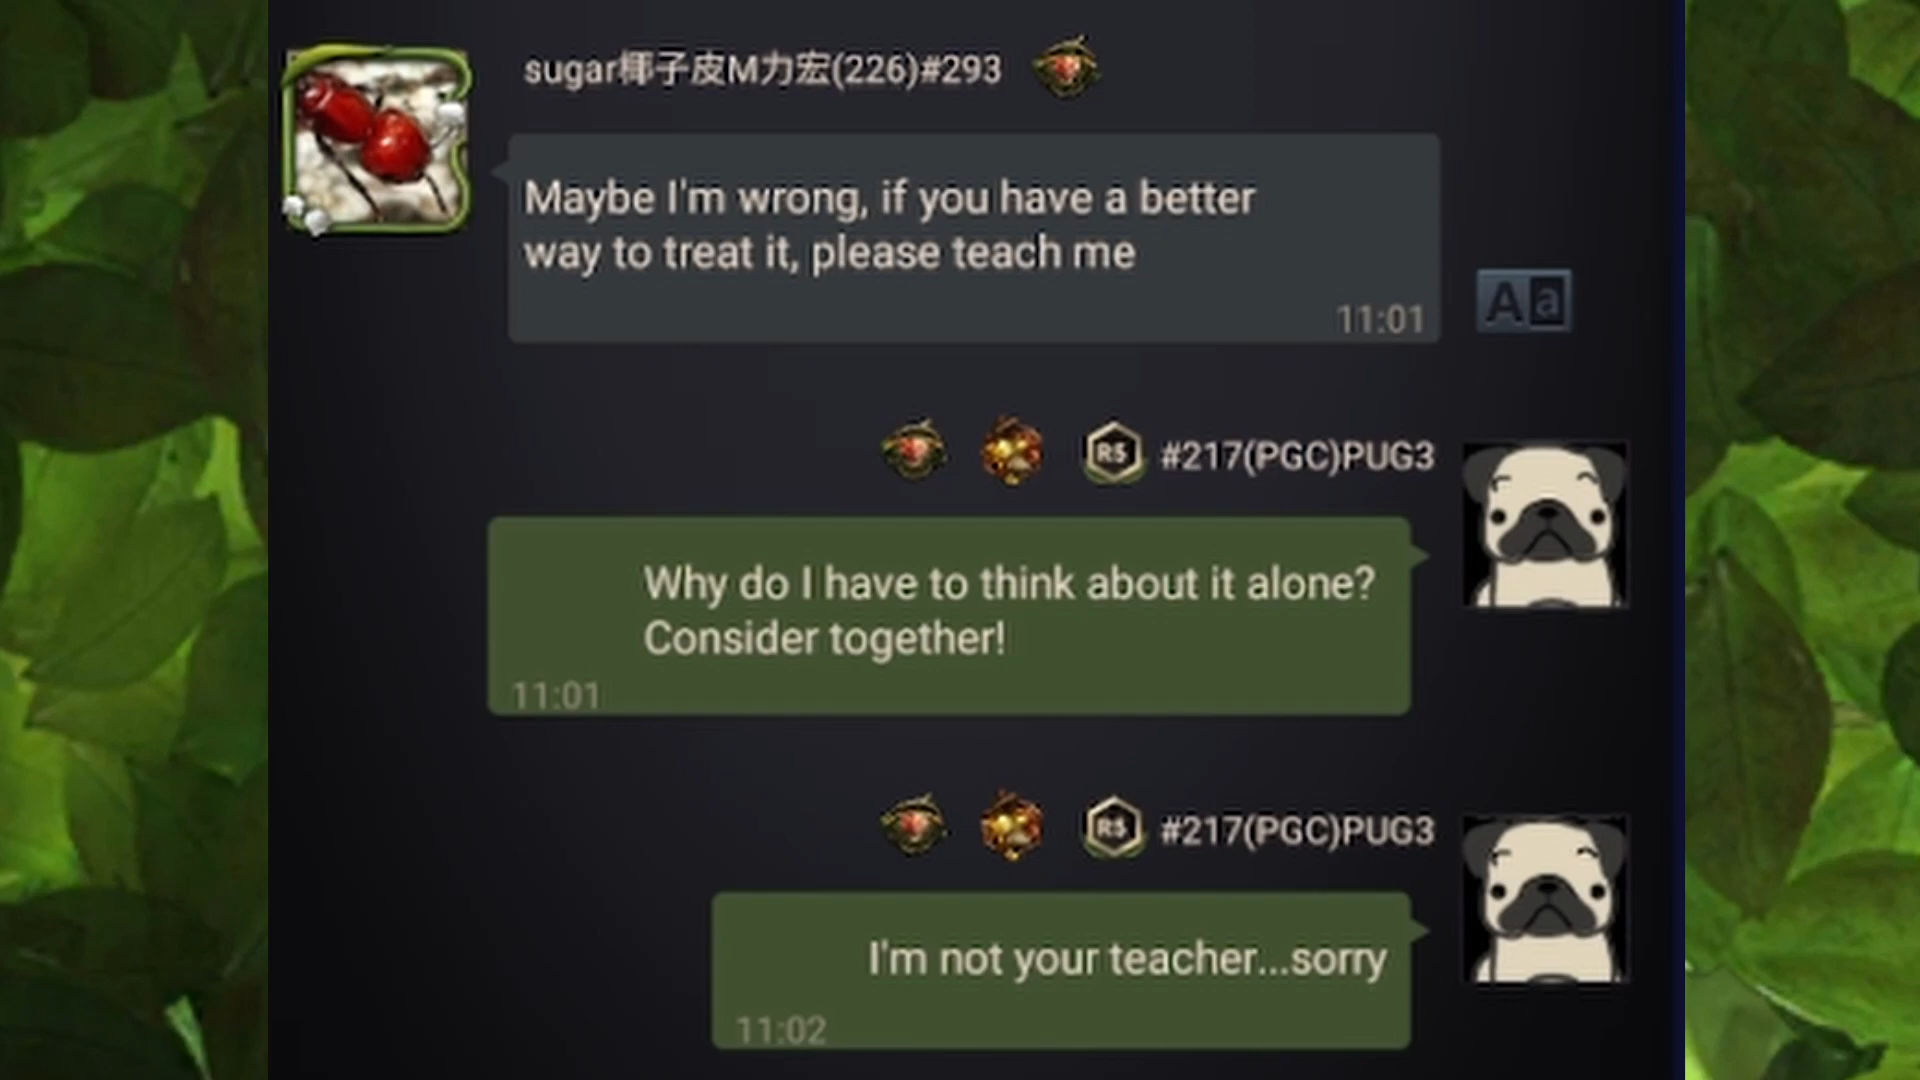 sugar椰子皮M力宏(226)#293
Maybe I'm wrong, if you have a better
way to treat it, please teach me
11:01
Aa
R5 #217(PGC)PUG3
Why do I have to think about it alone?
Consider together!
11:01
R5 #217(PGC)PUG3
I'm not your teacher...sorry
11:02